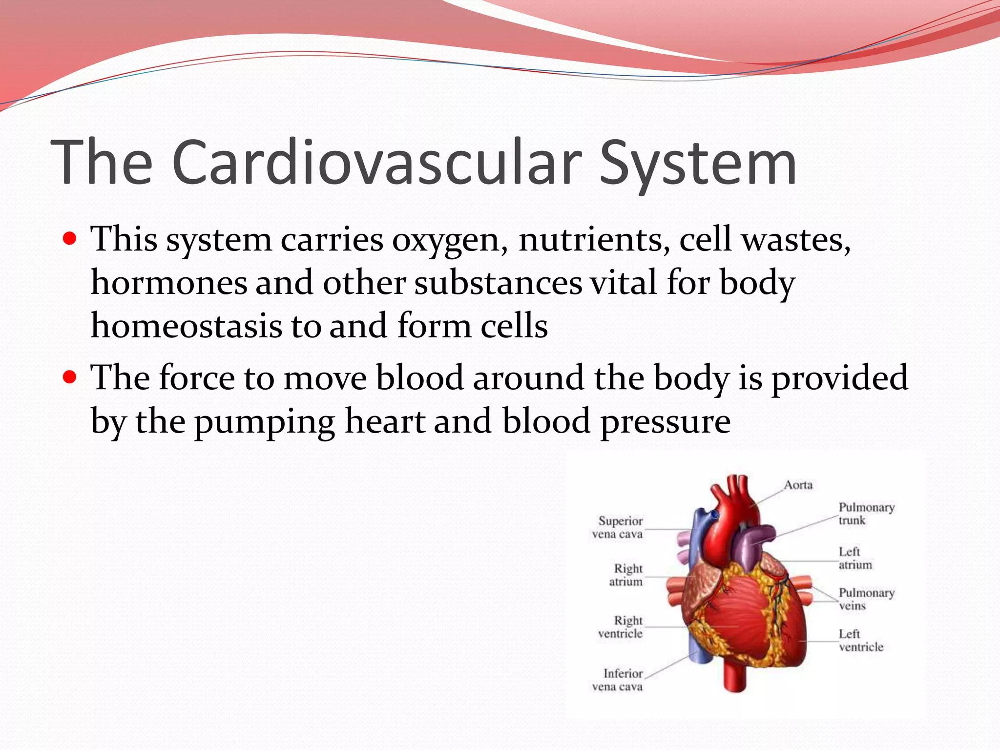 The Cardiovascular System
This system carries oxygen, nutrients, cell wastes,
hormones and other substances vital for body
homeostasis to and form cells
The force to move blood around the body is provided
by the pumping heart and blood pressure
Aorta
Pulmonary
trunk
Superior
vena cava
Left
atrium
Right
atrium
Pulmonary
veins
Right
ventricle
Left
ventricle
Inferior
vena cava